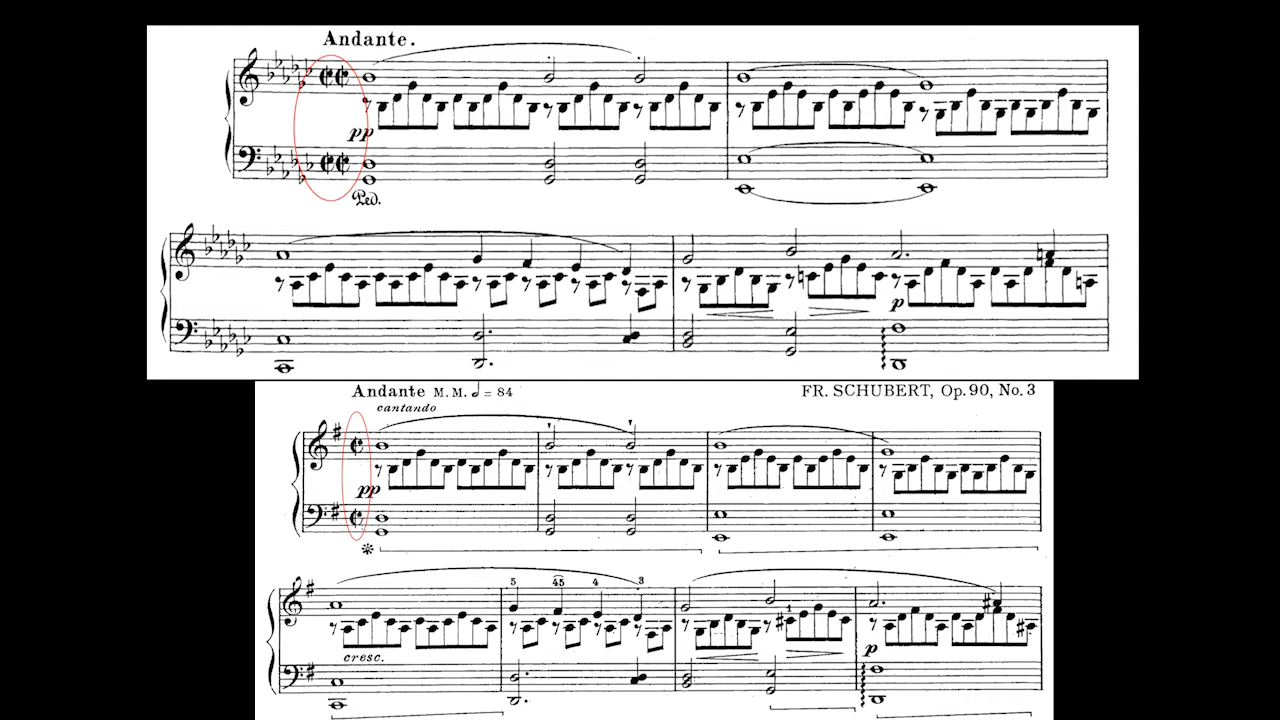 Andante.
pp
Ped.
p
Andante M. M. = 84
FR. SCHUBERT, Op. 90, No. 3
cantando
pp
5 45 4 3
1
cresc.
p